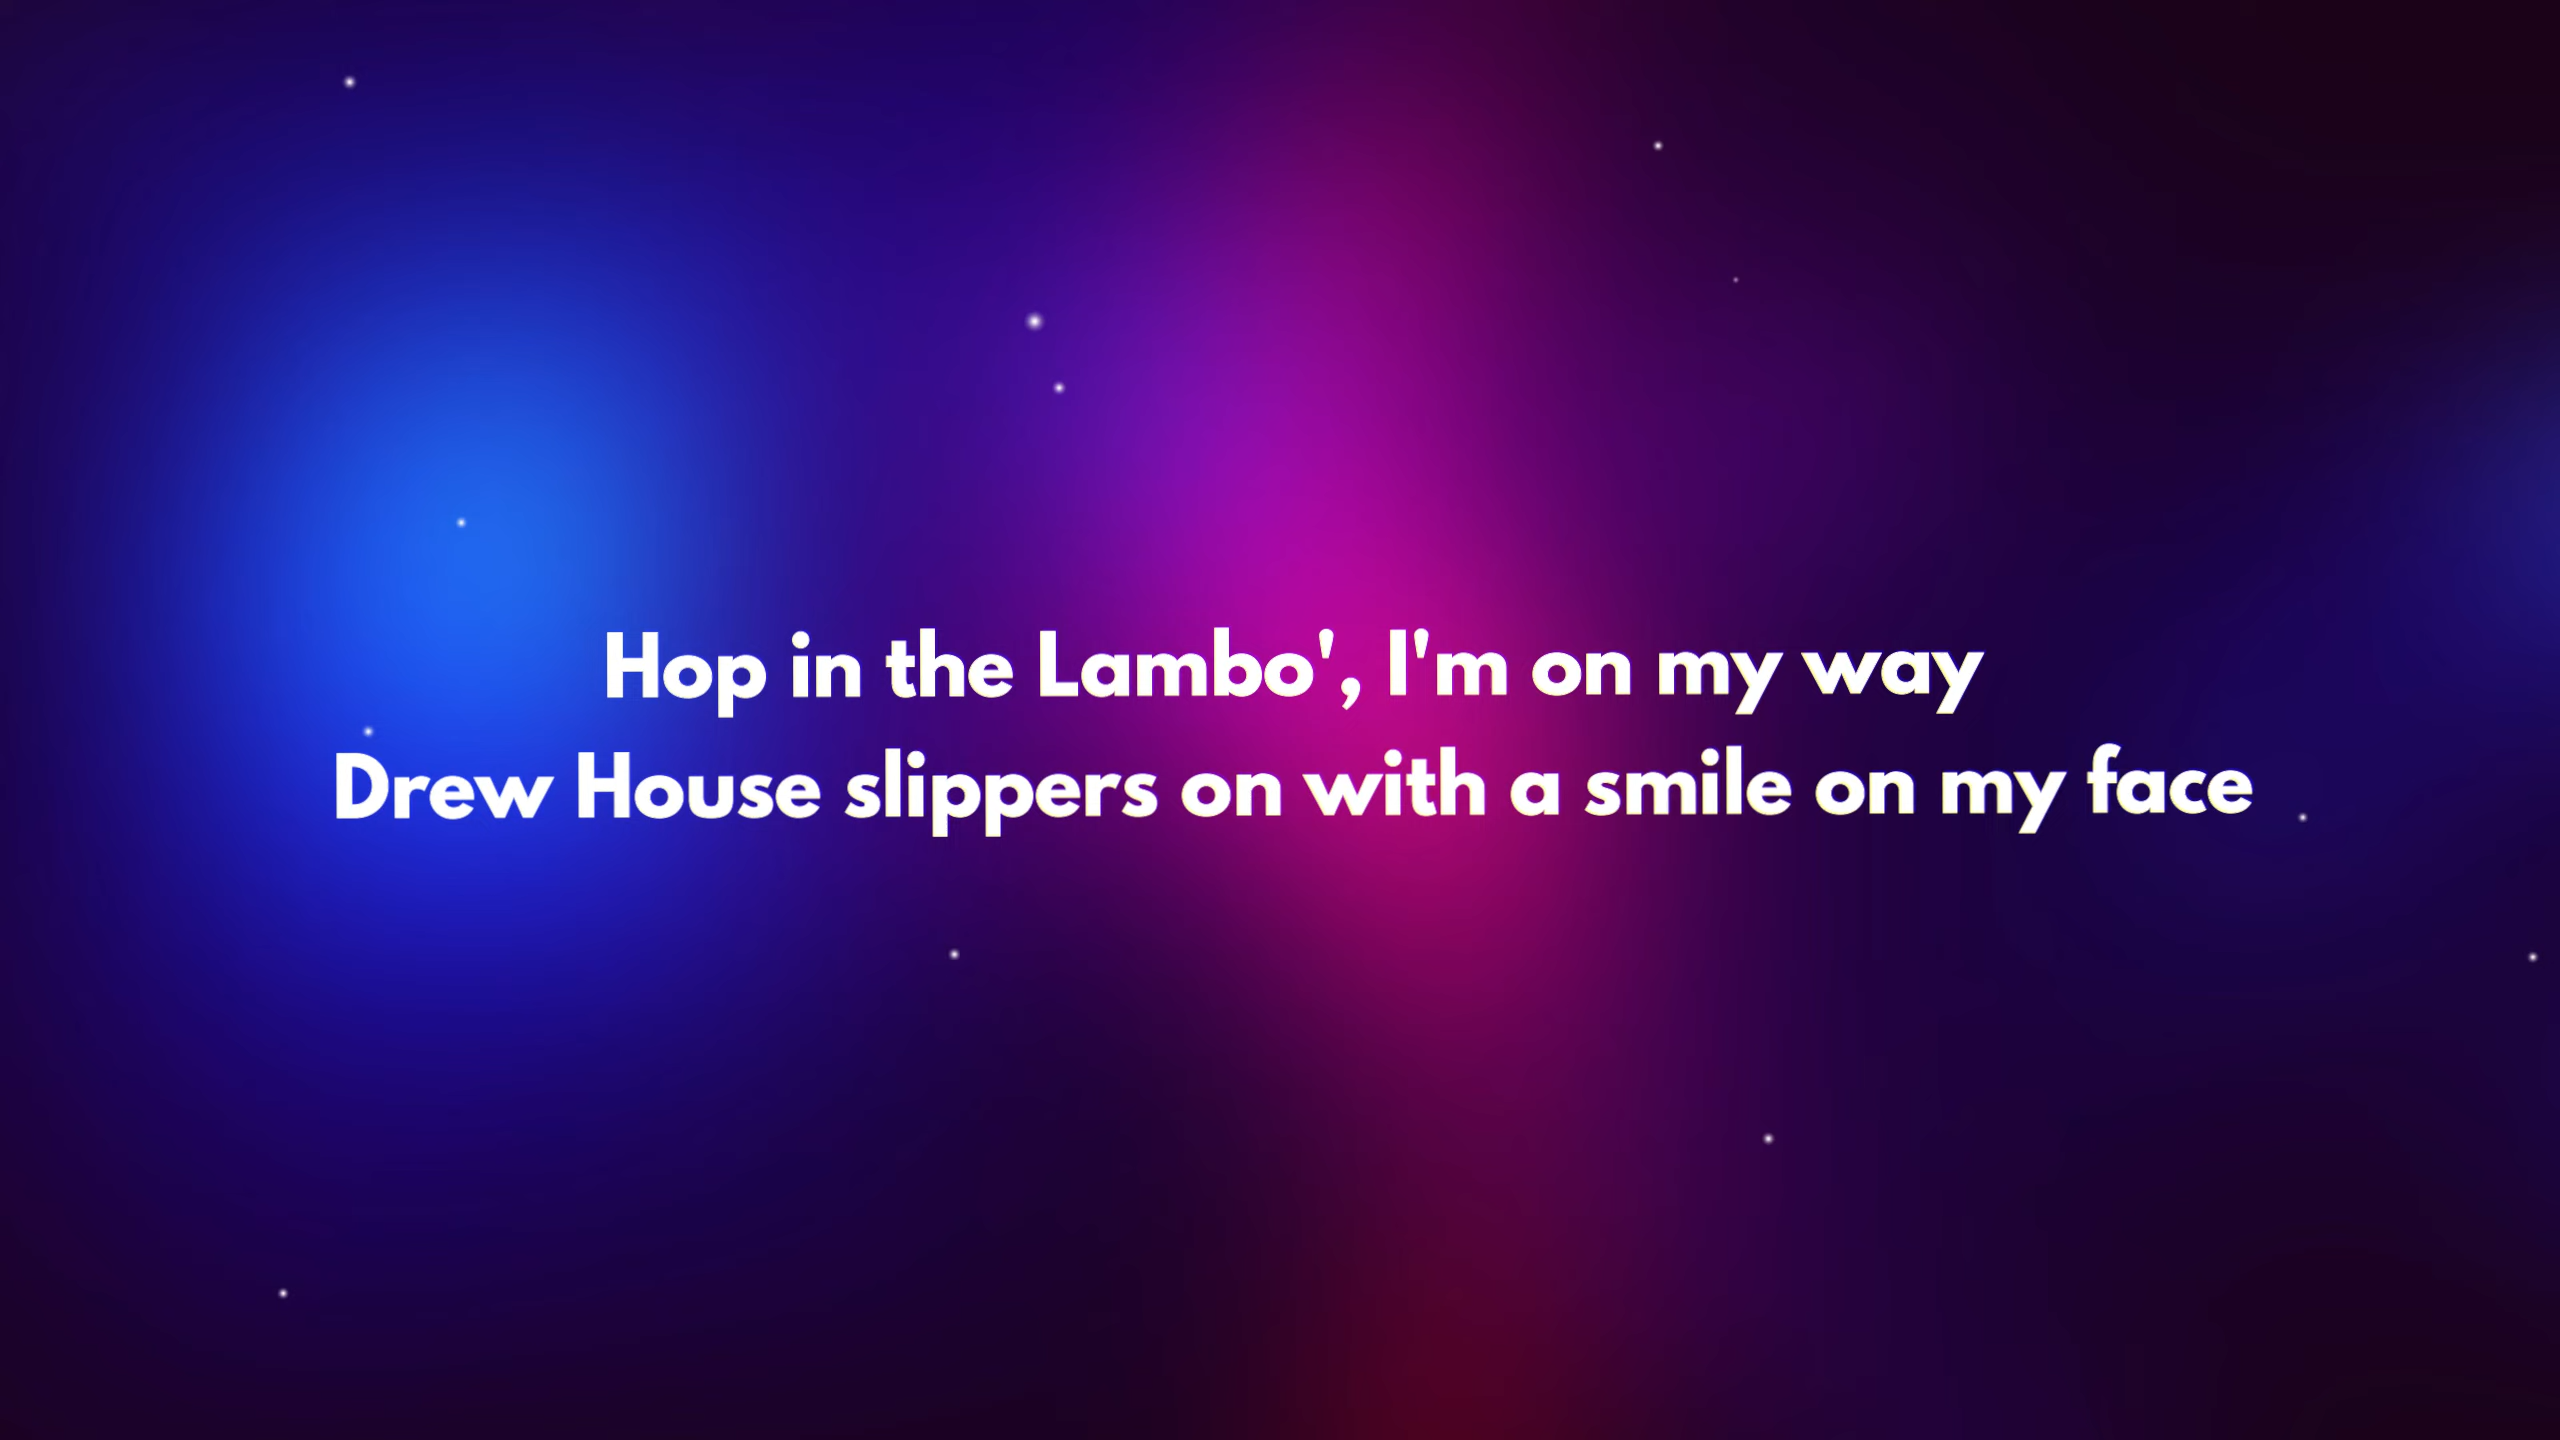 Hop in the Lambo', I'm on my way
Drew House slippers on with a smile on my face